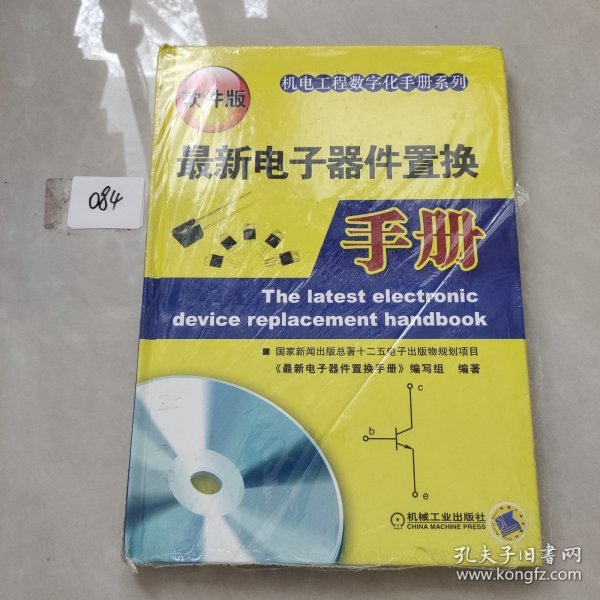 软件版
机电工程数字化手册系列
最新电子器件置换
手册
084
The latest electronic
device replacement handbook
■ 国家新闻出版总署十二五电子出版物规划项目
《最新电子器件置换手册》 编写组 编著
c
b
e
机械工业出版社
CHINA MACHINE PRESS
孔夫子旧书网
www.kongfz.com